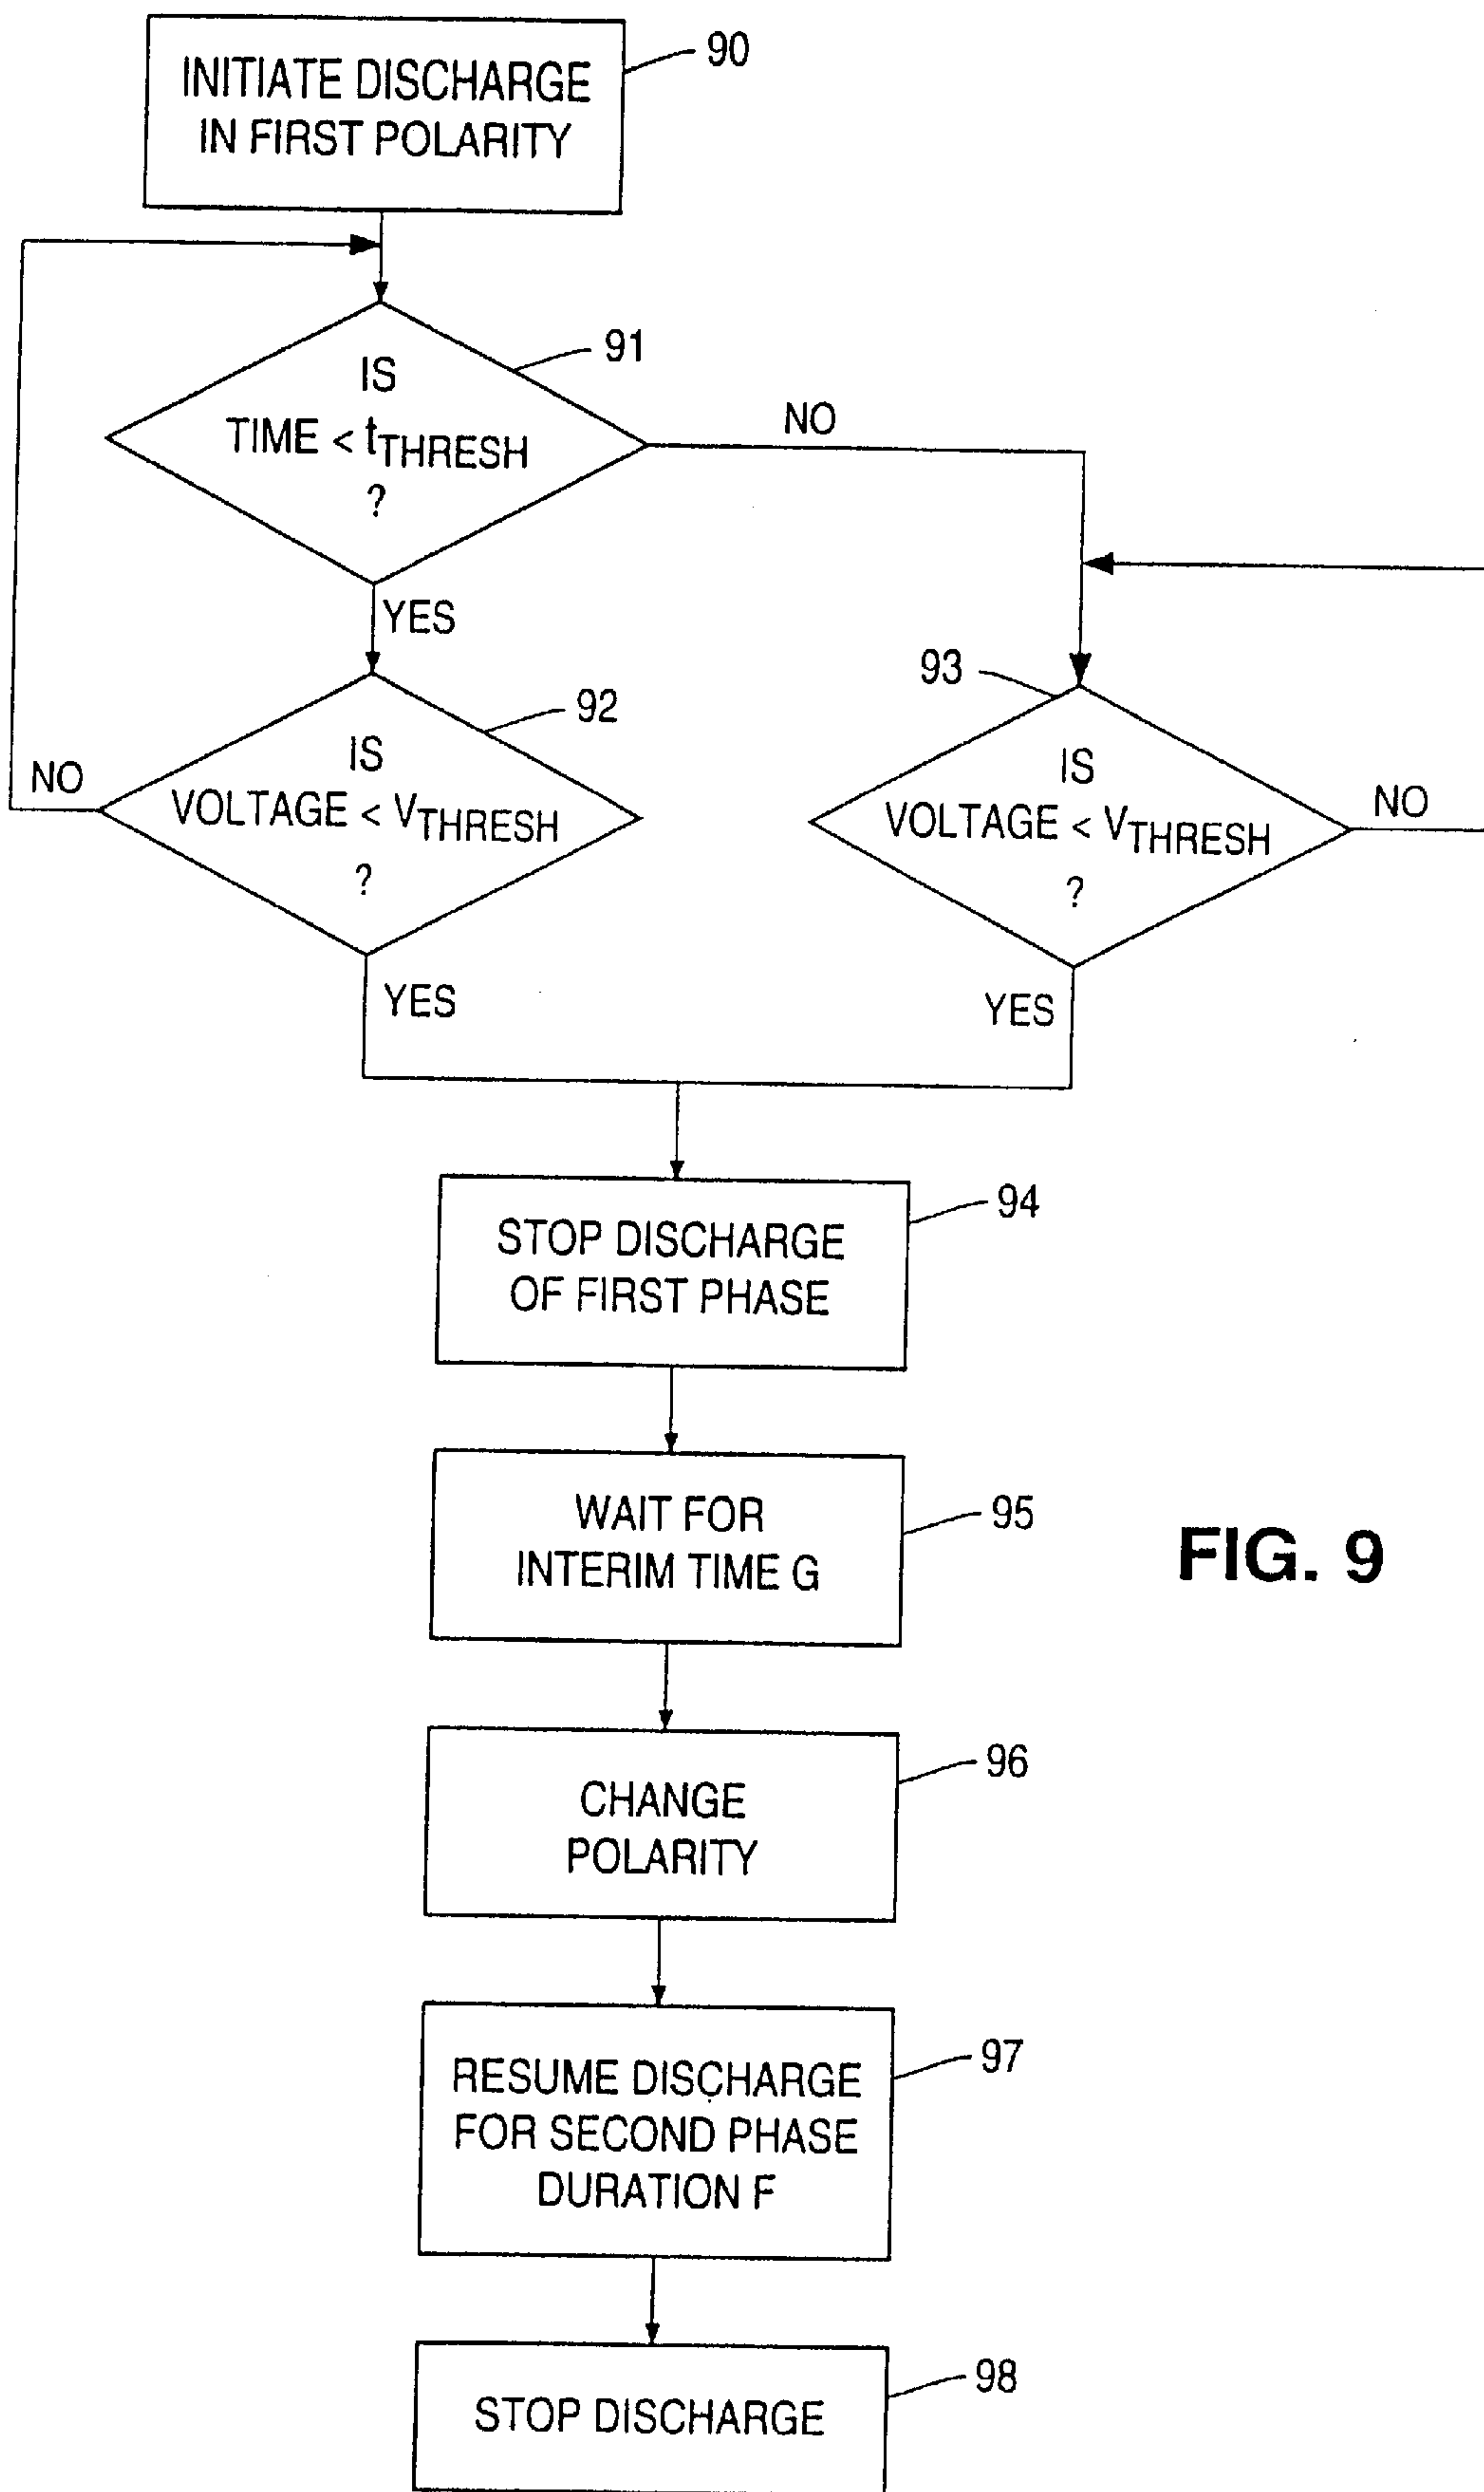 INITIATE DISCHARGE
IN FIRST POLARITY
90
IS
TIME < tTHRESH
?
91
NO
YES
IS
VOLTAGE < VTHRESH
?
92
NO
YES
93
IS
VOLTAGE < VTHRESH
?
NO
YES
STOP DISCHARGE
OF FIRST PHASE
94
WAIT FOR
INTERIM TIME G
95
FIG. 9
CHANGE
POLARITY
96
RESUME DISCHARGE
FOR SECOND PHASE
DURATION F
97
STOP DISCHARGE
98